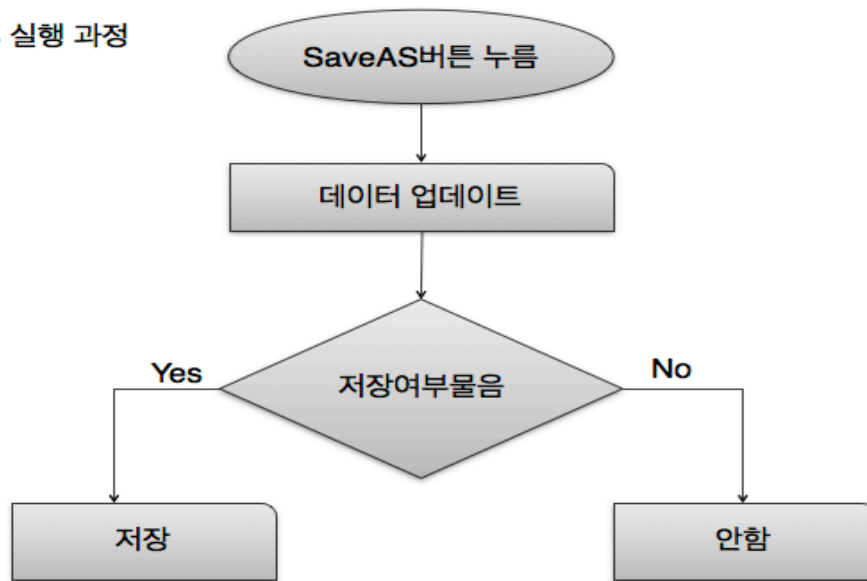 실행 과정
SaveAS버튼 누름
데이터 업데이트
저장여부물음
Yes
No
저장
안함